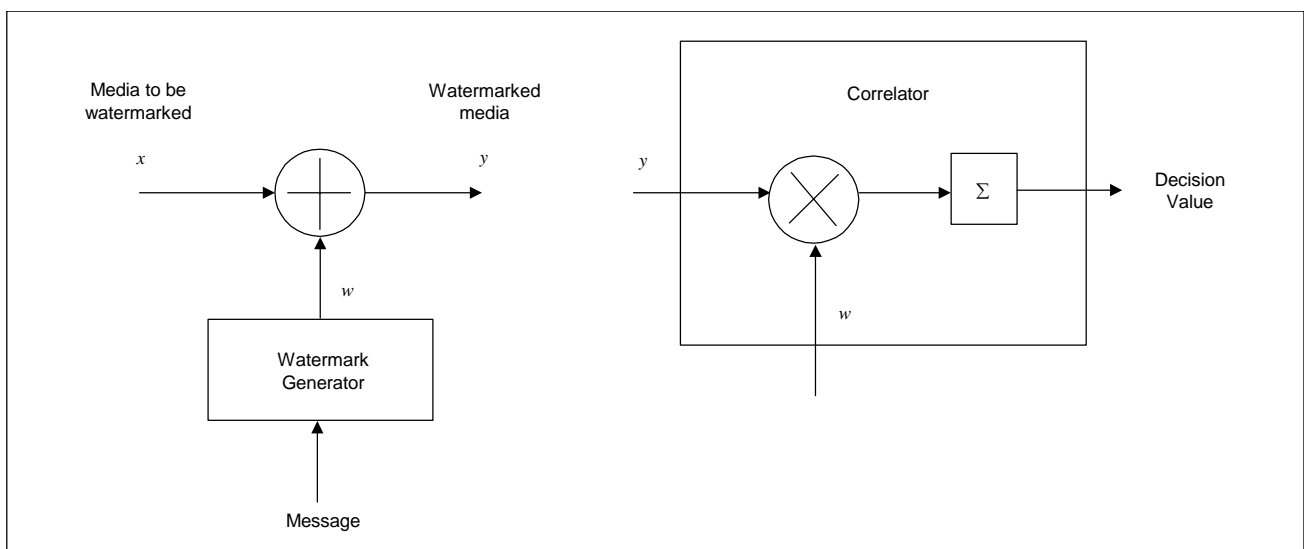 Media to be
watermarked
Watermarked
media
x
y
w
Watermark
Generator
Message
Correlator
y
Σ
Decision
Value
w